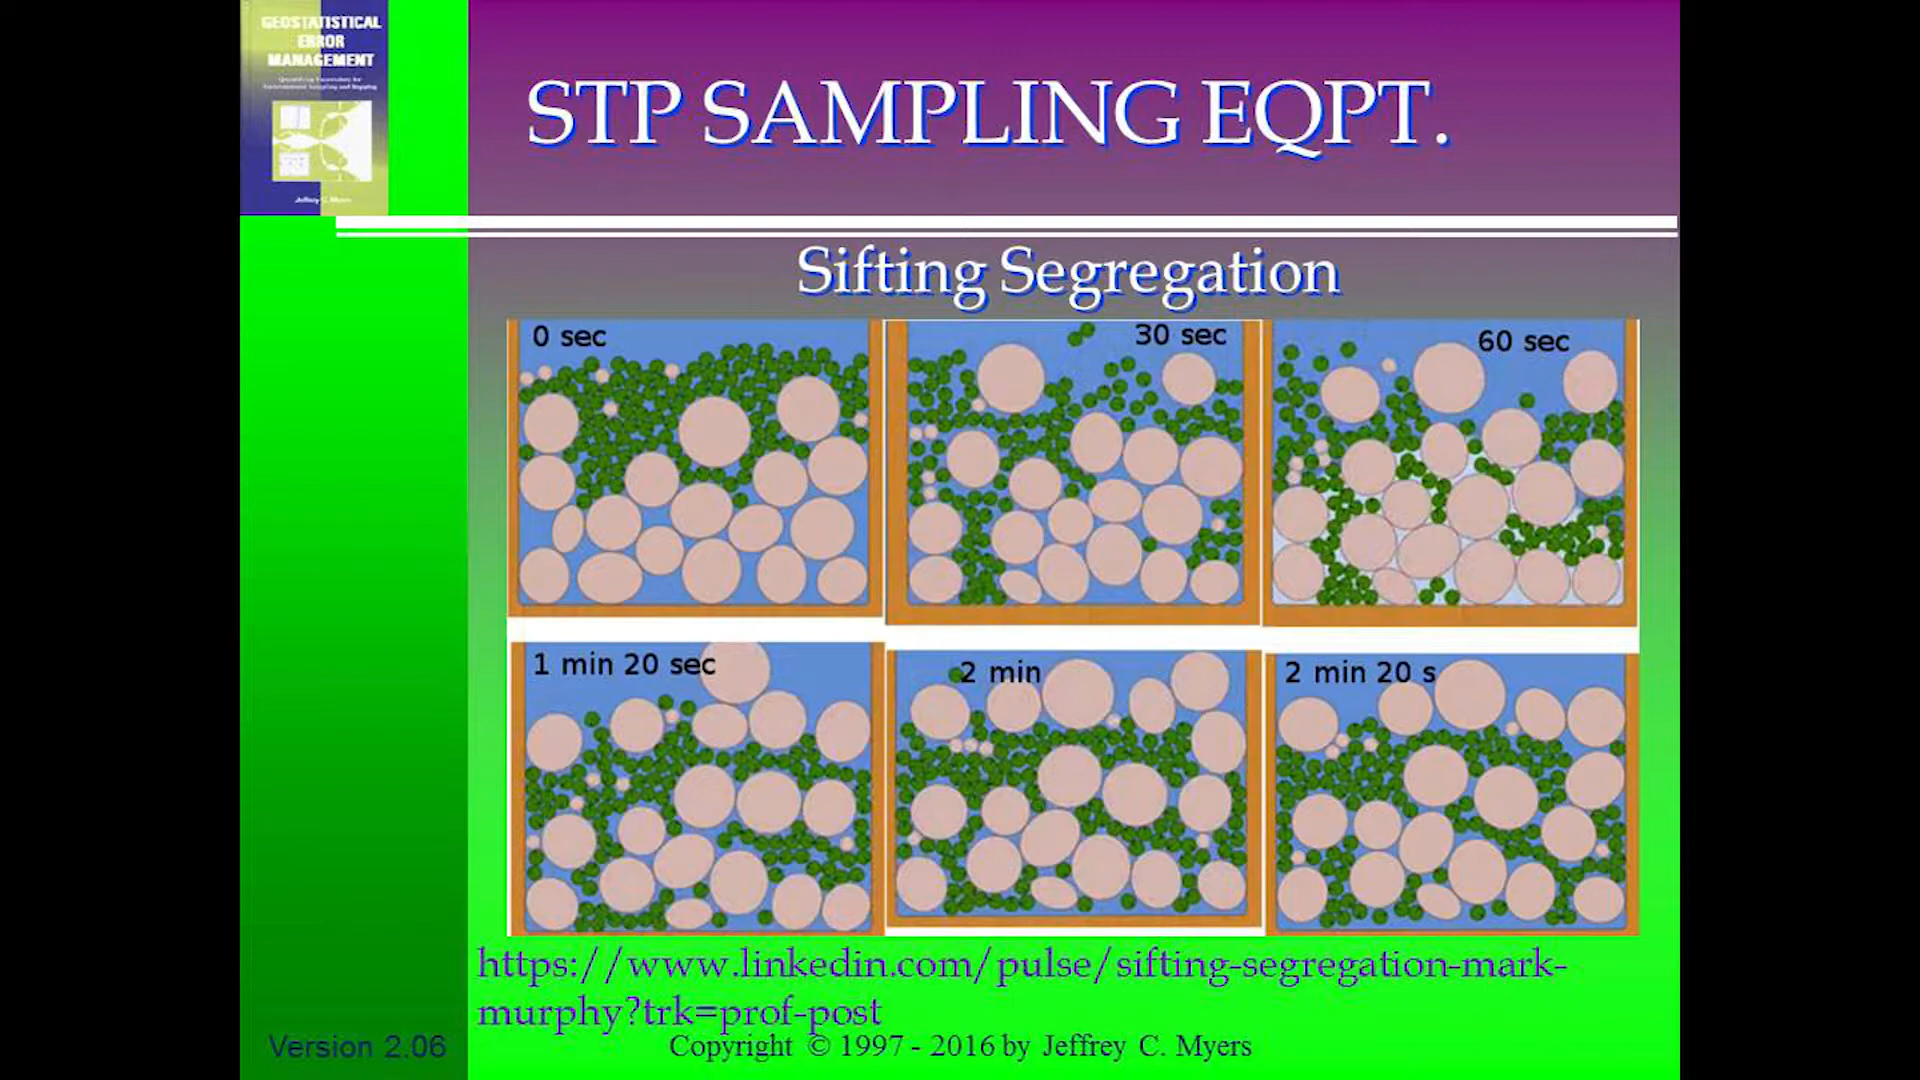 GEOSTATISTICAL
ERROR
MANAGEMENT
Jeffrey C. Myers
STP SAMPLING EQPT.
Sifting Segregation
0 sec
30 sec
60 sec
1 min 20 sec
2 min
2 min 20 s
https://www.linkedin.com/pulse/sifting-segregation-mark-
murphy?trk=prof-post
Version 2.06
Copyright © 1997 - 2016 by Jeffrey C. Myers